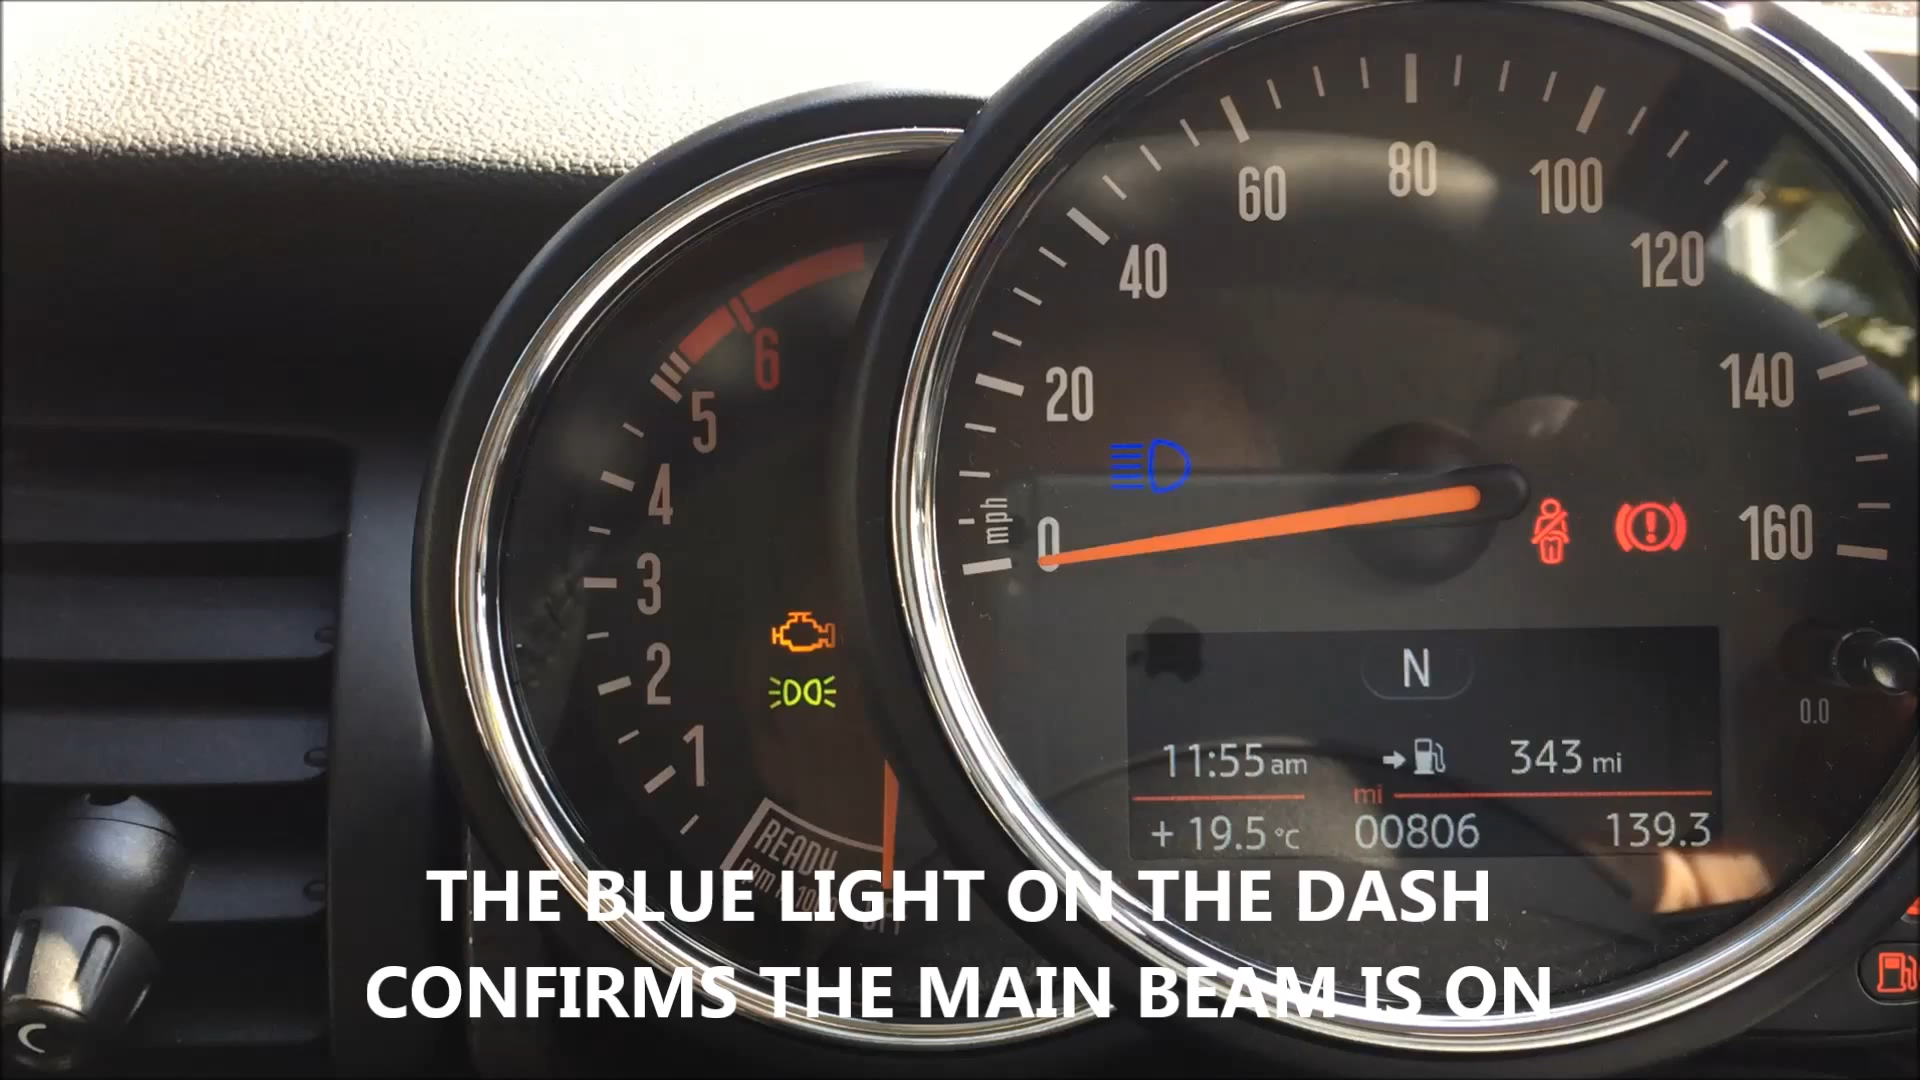 80
60
100
40
120
6
20
140
5
4
mph
0
160
3
2
N
0.0
1
11:55am
343 mi
mi
+ 19.5°C
00806
139.3
READY
THE BLUE LIGHT ON THE DASH
CONFIRMS THE MAIN BEAM IS ON
C